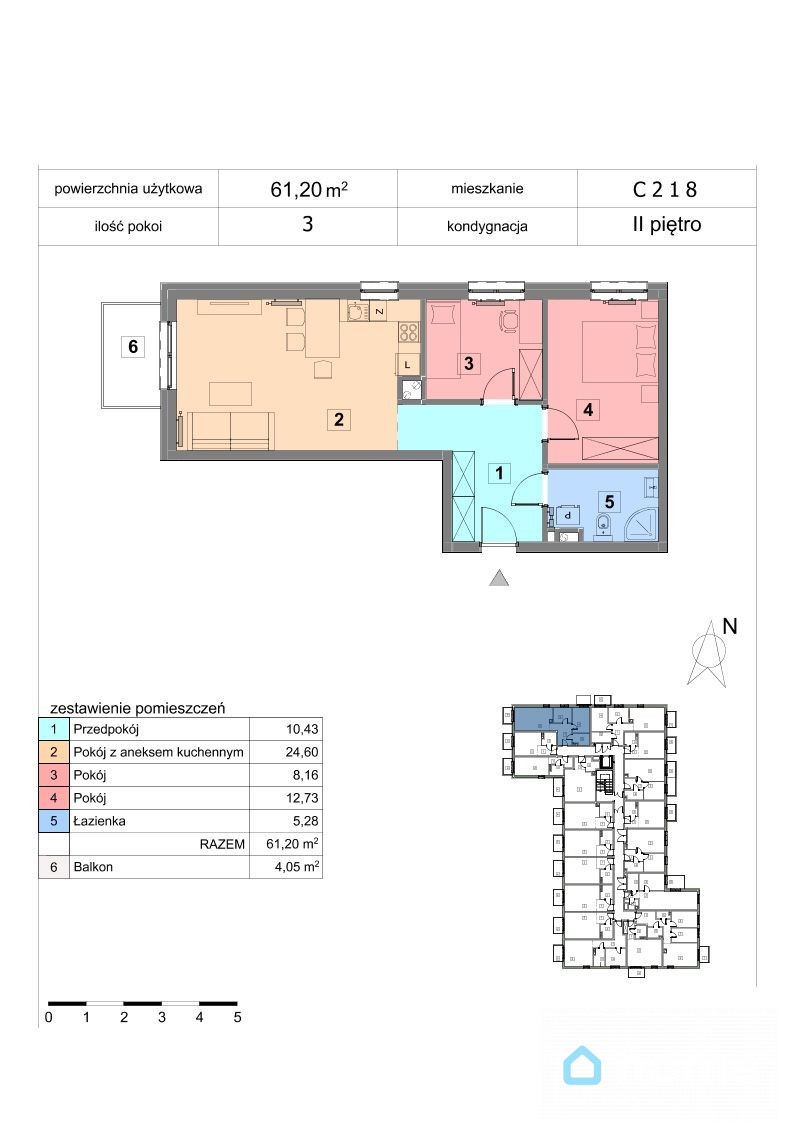 powierzchnia użytkowa 61,20 m² mieszkanie C 2 1 8
ilość pokoi 3 kondygnacja II piętro
6
2
3
4
1
5
Z
L
P
N
zestawienie pomieszczeń
1 Przedpokój 10,43
2 Pokój z aneksem kuchennym 24,60
3 Pokój 8,16
4 Pokój 12,73
5 Łazienka 5,28
RAZEM 61,20 m²
6 Balkon 4,05 m²
0 1 2 3 4 5